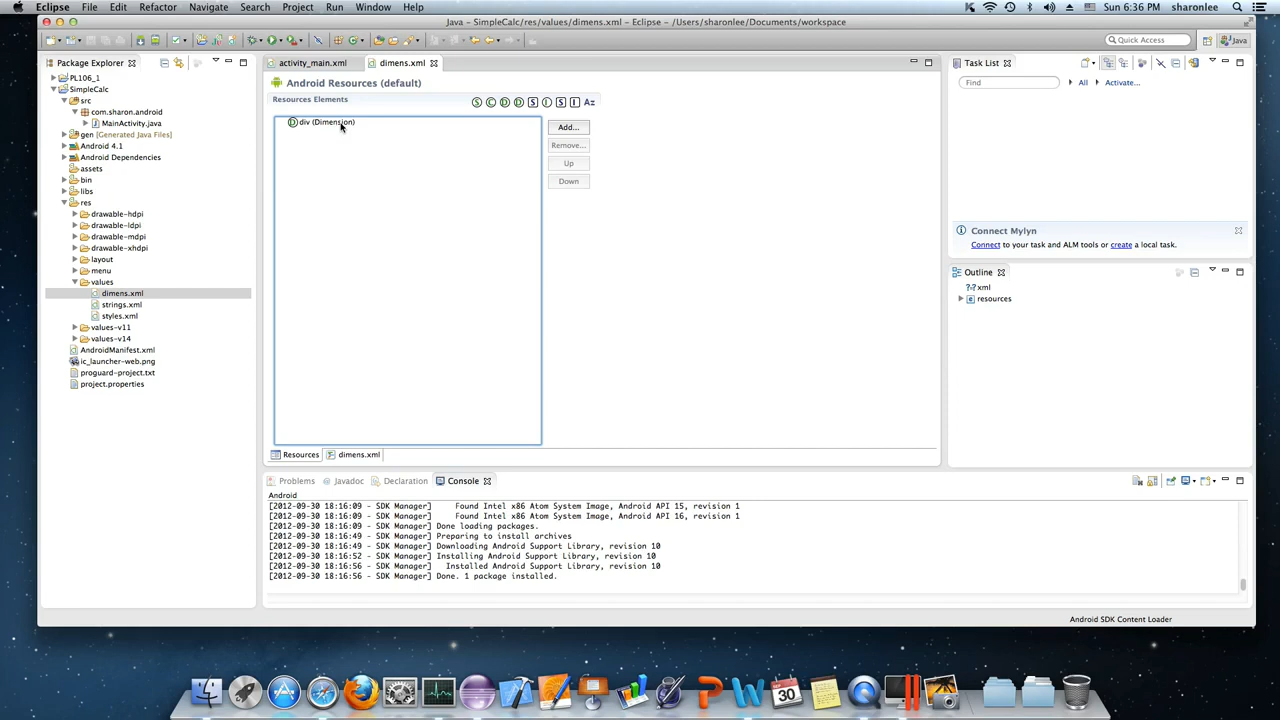 Eclipse File Edit Refactor Navigate Search Project Run Window Help Sun 6:36 PM sharonlee
Java - SimpleCalc/res/values/dimens.xml - Eclipse - /Users/sharonlee/Documents/workspace
Quick Access Java
Package Explorer
PL106_1
SimpleCalc
src
com.sharon.android
MainActivity.java
gen [Generated Java Files]
Android 4.1
Android Dependencies
assets
bin
libs
res
drawable-hdpi
drawable-ldpi
drawable-mdpi
drawable-xhdpi
layout
menu
values
dimens.xml
strings.xml
styles.xml
values-v11
values-v14
AndroidManifest.xml
ic_launcher-web.png
proguard-project.txt
project.properties
activity_main.xml dimens.xml
Android Resources (default)
Resources Elements
S C D D S I S I Az
div (Dimension)
Add...
Remove...
Up
Down
Resources dimens.xml
Task List
Find All Activate...
Connect Mylyn
Connect to your task and ALM tools or create a local task.
Outline
xml
resources
Problems Javadoc Declaration Console
Android
[2012-09-30 18:16:09 - SDK Manager] Found Intel x86 Atom System Image, Android API 15, revision 1
[2012-09-30 18:16:09 - SDK Manager] Found Intel x86 Atom System Image, Android API 16, revision 1
[2012-09-30 18:16:09 - SDK Manager] Done loading packages.
[2012-09-30 18:16:49 - SDK Manager] Preparing to install archives
[2012-09-30 18:16:49 - SDK Manager] Downloading Android Support Library, revision 10
[2012-09-30 18:16:52 - SDK Manager] Installing Android Support Library, revision 10
[2012-09-30 18:16:56 - SDK Manager] Installed Android Support Library, revision 10
[2012-09-30 18:16:56 - SDK Manager] Done. 1 package installed.
Android SDK Content Loader
30